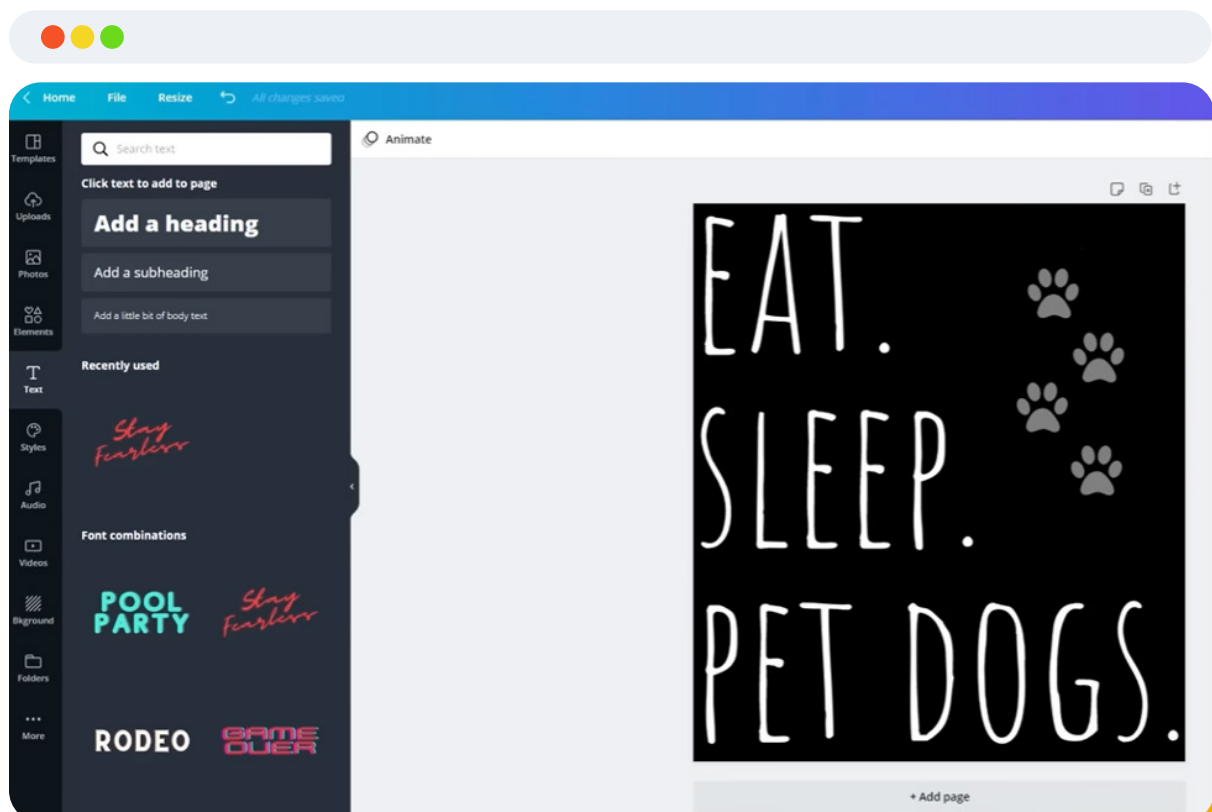 Home File Resize All changes saved
Templates
Uploads
Photos
Elements
Text
Styles
Audio
Videos
Bkground
Folders
More
Search text
Click text to add to page
Add a heading
Add a subheading
Add a little bit of body text
Recently used
Stay
Fearless
Font combinations
POOL
PARTY
Stay
Fearless
RODEO
GAME
OVER
Animate
EAT.
SLEEP.
PET DOGS.
+ Add page